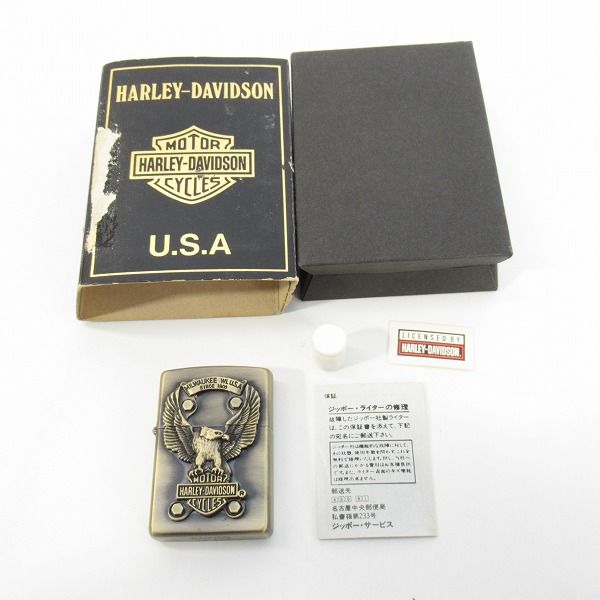 HARLEY-DAVIDSON
MOTOR
HARLEY-DAVIDSON
CYCLES
U.S.A
LICENSED BY
HARLEY-DAVIDSON.
MILWAUKEE WI. U.S.A
SINCE 1903
MOTOR
HARLEY-DAVIDSON
CYCLES
®
保証
ジッポー・ライターの修理
故障したジッポー社製ライター
は、この保証書を添えて、下記
の宛名にご郵送下さい。
郵送先
名古屋中央郵便局
私書箱第233号
ジッポー・サービス